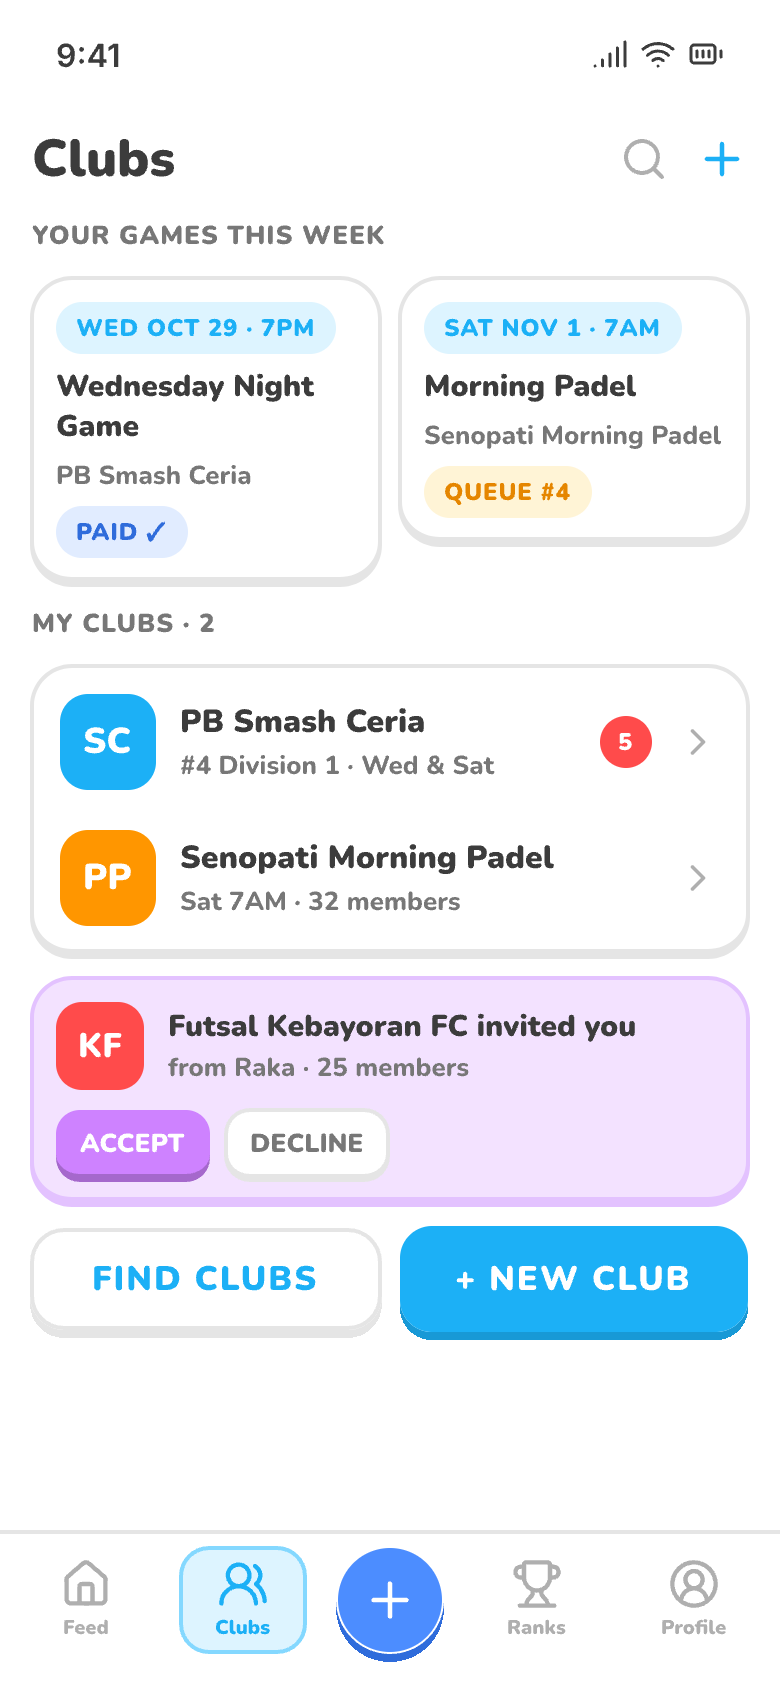 9:41
Clubs
YOUR GAMES THIS WEEK
WED OCT 29 · 7PM
Wednesday Night
Game
PB Smash Ceria
PAID ✓
SAT NOV 1 · 7AM
Morning Padel
Senopati Morning Padel
QUEUE #4
MY CLUBS · 2
SC
PB Smash Ceria
#4 Division 1 · Wed & Sat
5
PP
Senopati Morning Padel
Sat 7AM · 32 members
KF
Futsal Kebayoran FC invited you
from Raka · 25 members
ACCEPT
DECLINE
FIND CLUBS
+ NEW CLUB
Feed
Clubs
Ranks
Profile